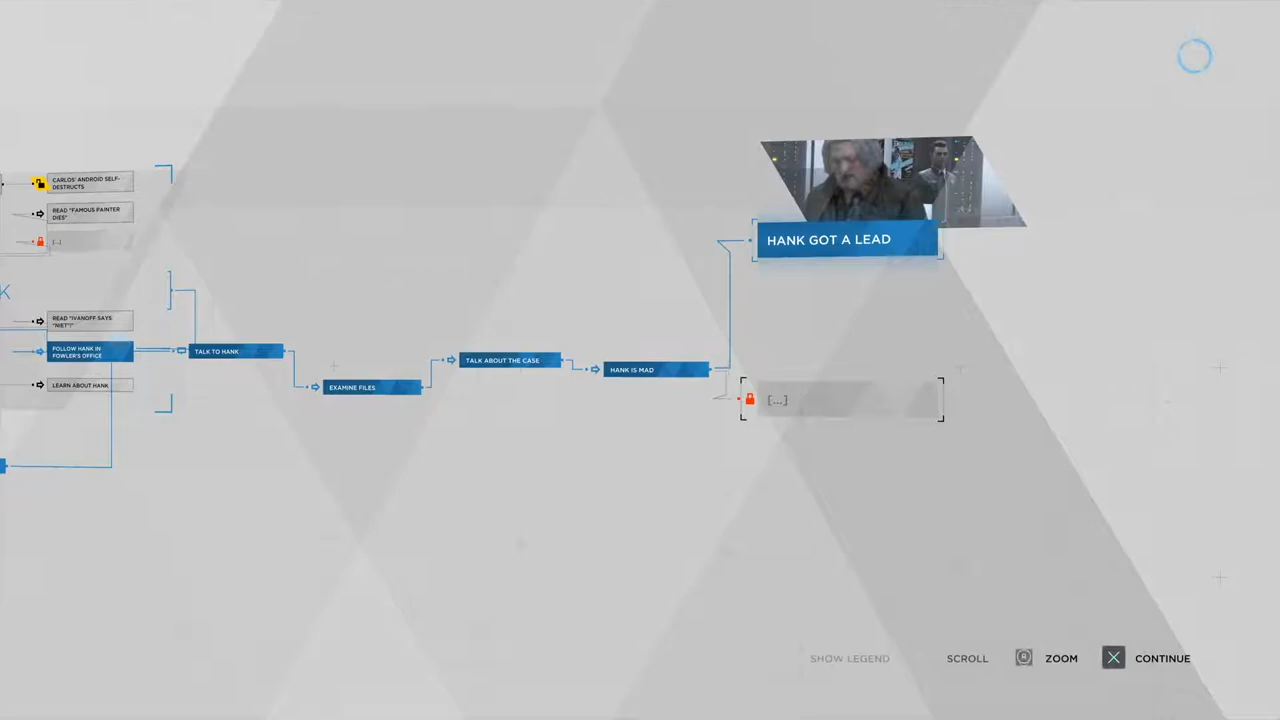 CARLOS' ANDROID SELF-
DESTRUCTS
READ "FAMOUS PAINTER
DIES"
[...]
K
READ "IVANOFF SAYS
"NIET"!"
FOLLOW HANK IN
FOWLER'S OFFICE
LEARN ABOUT HANK
TALK TO HANK
EXAMINE FILES
TALK ABOUT THE CASE
HANK IS MAD
HANK GOT A LEAD
[...]
SHOW LEGEND
SCROLL
R
ZOOM
CONTINUE